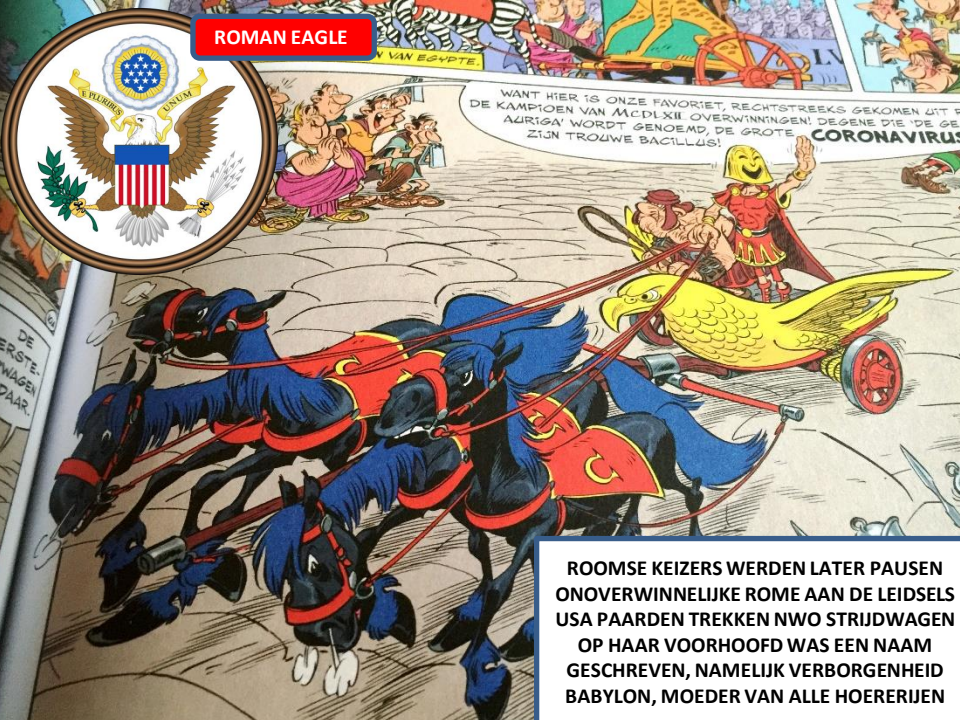 ROMAN EAGLE
E PLURIBUS UNUM
N VAN EGYPTE.
LV
WANT HIER IS ONZE FAVORIET, RECHTSTREEKS GEKOMEN UIT
DE KAMPIOEN VAN MCDLXII OVERWINNINGEN! DEGENE DIE 'DE GE
AURIGA' WORDT GENOEMD, DE GROTE CORONAVIRUS
ZIJN TROUWE BACILLUS!
DE
ERSTE-
WAGEN
DAAR.
ROOMSE KEIZERS WERDEN LATER PAUSEN
ONOVERWINNELIJKE ROME AAN DE LEIDSELS
USA PAARDEN TREKKEN NWO STRIJDWAGEN
OP HAAR VOORHOOFD WAS EEN NAAM
GESCHREVEN, NAMELIJK VERBORGENHEID
BABYLON, MOEDER VAN ALLE HOERERIJEN